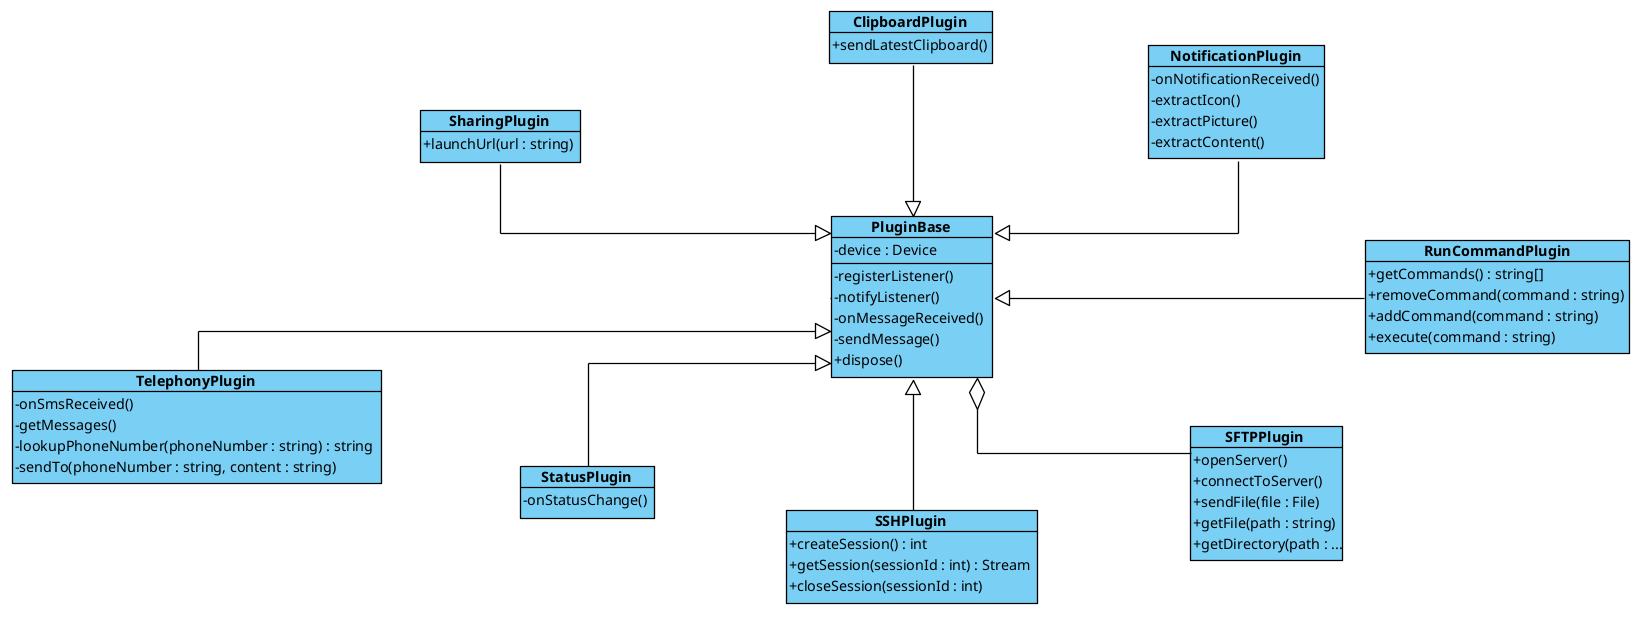 ClipboardPlugin
+sendLatestClipboard()
NotificationPlugin
-onNotificationReceived()
-extractIcon()
-extractPicture()
-extractContent()
SharingPlugin
+launchUrl(url : string)
PluginBase
-device : Device
-registerListener()
-notifyListener()
-onMessageReceived()
-sendMessage()
+dispose()
RunCommandPlugin
+getCommands() : string[]
+removeCommand(command : string)
+addCommand(command : string)
+execute(command : string)
TelephonyPlugin
-onSmsReceived()
-getMessages()
-lookupPhoneNumber(phoneNumber : string) : string
-sendTo(phoneNumber : string, content : string)
StatusPlugin
-onStatusChange()
SSHPlugin
+createSession() : int
+getSession(sessionId : int) : Stream
+closeSession(sessionId : int)
SFTPPlugin
+openServer()
+connectToServer()
+sendFile(file : File)
+getFile(path : string)
+getDirectory(path : ...